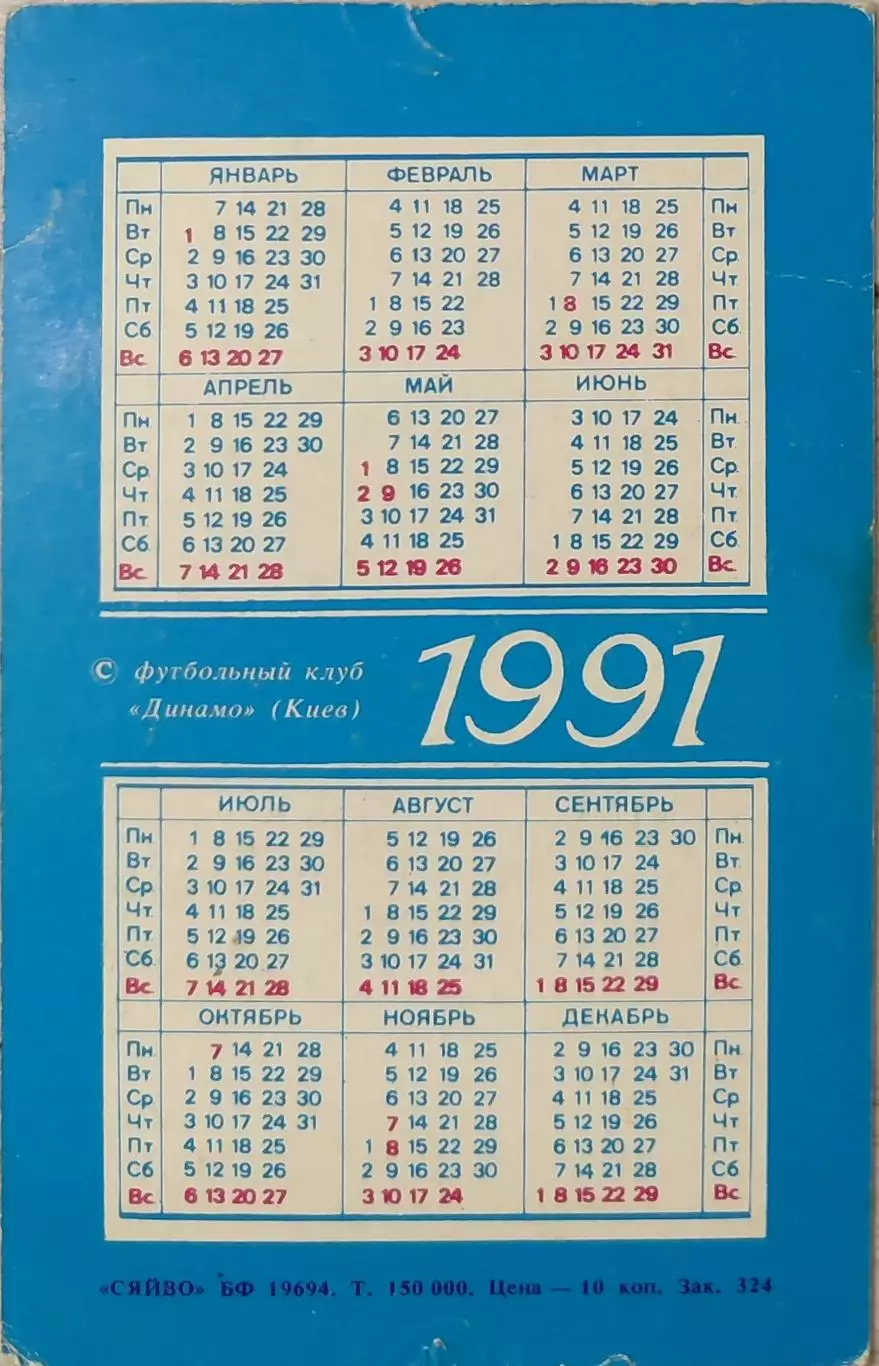 ЯНВАРЬ ФЕВРАЛЬ МАРТ
Пн 7 14 21 28 4 11 18 25 4 11 18 25 Пн
Вт 1 8 15 22 29 5 12 19 26 5 12 19 26 Вт
Ср 2 9 16 23 30 6 13 20 27 6 13 20 27 Ср
Чт 3 10 17 24 31 7 14 21 28 7 14 21 28 Чт
Пт 4 11 18 25 1 8 15 22 1 8 15 22 29 Пт
Сб 5 12 19 26 2 9 16 23 2 9 16 23 30 Сб
Вс 6 13 20 27 3 10 17 24 3 10 17 24 31 Вс
АПРЕЛЬ МАЙ ИЮНЬ
Пн 1 8 15 22 29 6 13 20 27 3 10 17 24 Пн
Вт 2 9 16 23 30 7 14 21 28 4 11 18 25 Вт
Ср 3 10 17 24 1 8 15 22 29 5 12 19 26 Ср
Чт 4 11 18 25 2 9 16 23 30 6 13 20 27 Чт
Пт 5 12 19 26 3 10 17 24 31 7 14 21 28 Пт
Сб 6 13 20 27 4 11 18 25 1 8 15 22 29 Сб
Вс 7 14 21 28 5 12 19 26 2 9 16 23 30 Вс
© футбольный клуб
«Динамо» (Киев)
1991
ИЮЛЬ АВГУСТ СЕНТЯБРЬ
Пн 1 8 15 22 29 5 12 19 26 2 9 16 23 30 Пн
Вт 2 9 16 23 30 6 13 20 27 3 10 17 24 Вт
Ср 3 10 17 24 31 7 14 21 28 4 11 18 25 Ср
Чт 4 11 18 25 1 8 15 22 29 5 12 19 26 Чт
Пт 5 12 19 26 2 9 16 23 30 6 13 20 27 Пт
Сб 6 13 20 27 3 10 17 24 31 7 14 21 28 Сб
Вс 7 14 21 28 4 11 18 25 1 8 15 22 29 Вс
ОКТЯБРЬ НОЯБРЬ ДЕКАБРЬ
Пн 7 14 21 28 4 11 18 25 2 9 16 23 30 Пн
Вт 1 8 15 22 29 5 12 19 26 3 10 17 24 31 Вт
Ср 2 9 16 23 30 6 13 20 27 4 11 18 25 Ср
Чт 3 10 17 24 31 7 14 21 28 5 12 19 26 Чт
Пт 4 11 18 25 1 8 15 22 29 6 13 20 27 Пт
Сб 5 12 19 26 2 9 16 23 30 7 14 21 28 Сб
Вс 6 13 20 27 3 10 17 24 1 8 15 22 29 Вс
«СЯЙВО» БФ 19694. Т. 150 000. Цена — 10 коп. Зак. 324